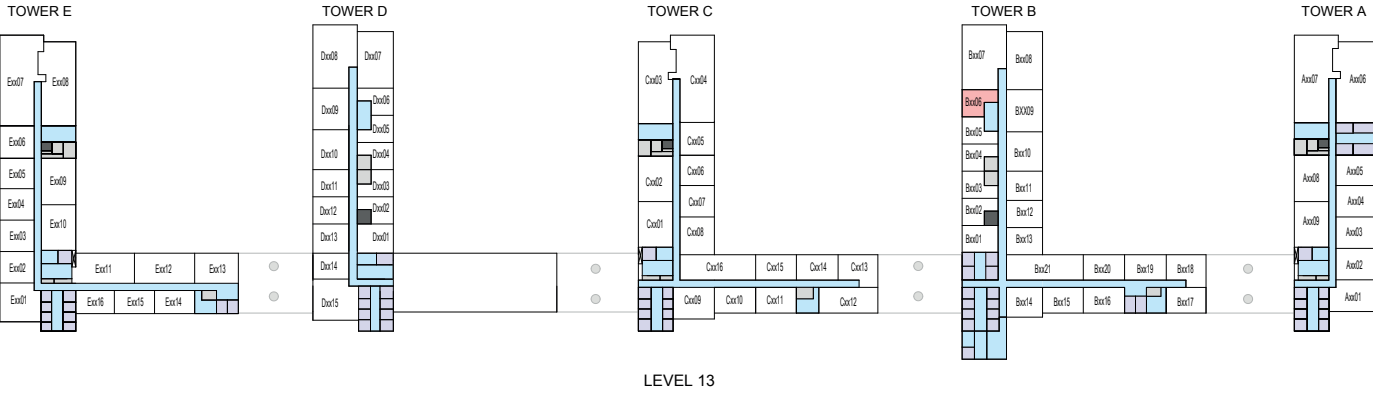 TOWER E
TOWER D
TOWER C
TOWER B
TOWER A
Exx07
Exx08
Exx06
Exx05
Exx09
Exx04
Exx10
Exx03
Exx02
Exx11
Exx12
Exx13
Exx01
Exx16
Exx15
Exx14
Dxx08
Dxx07
Dxx06
Dxx09
Dxx05
Dxx10
Dxx04
Dxx11
Dxx03
Dxx12
Dxx02
Dxx13
Dxx01
Dxx14
Dxx15
Cxx03
Cxx04
Cxx05
Cxx06
Cxx02
Cxx07
Cxx01
Cxx08
Cxx16
Cxx15
Cxx14
Cxx13
Cxx09
Cxx10
Cxx11
Cxx12
Bxx07
Bxx08
Bxx06
BXX09
Bxx05
Bxx04
Bxx10
Bxx03
Bxx11
Bxx02
Bxx12
Bxx01
Bxx13
Bxx21
Bxx20
Bxx19
Bxx18
Bxx14
Bxx15
Bxx16
Bxx17
Axx07
Axx06
Axx08
Axx05
Axx04
Axx09
Axx03
Axx02
Axx01
LEVEL 13